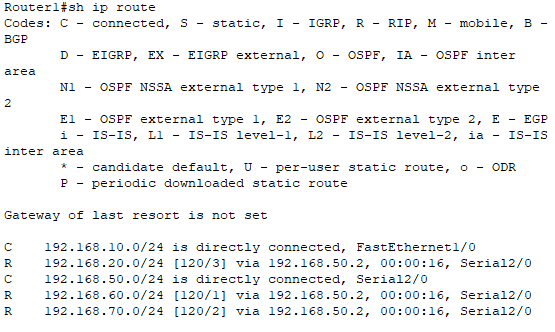 Router1#sh ip route
Codes: C - connected, S - static, I - IGRP, R - RIP, M - mobile, B -
BGP
       D - EIGRP, EX - EIGRP external, O - OSPF, IA - OSPF inter
area
       N1 - OSPF NSSA external type 1, N2 - OSPF NSSA external type
2
       E1 - OSPF external type 1, E2 - OSPF external type 2, E - EGP
       i - IS-IS, L1 - IS-IS level-1, L2 - IS-IS level-2, ia - IS-IS
inter area
       * - candidate default, U - per-user static route, o - ODR
       P - periodic downloaded static route

Gateway of last resort is not set

C    192.168.10.0/24 is directly connected, FastEthernet1/0
R    192.168.20.0/24 [120/3] via 192.168.50.2, 00:00:16, Serial2/0
C    192.168.50.0/24 is directly connected, Serial2/0
R    192.168.60.0/24 [120/1] via 192.168.50.2, 00:00:16, Serial2/0
R    192.168.70.0/24 [120/2] via 192.168.50.2, 00:00:16, Serial2/0